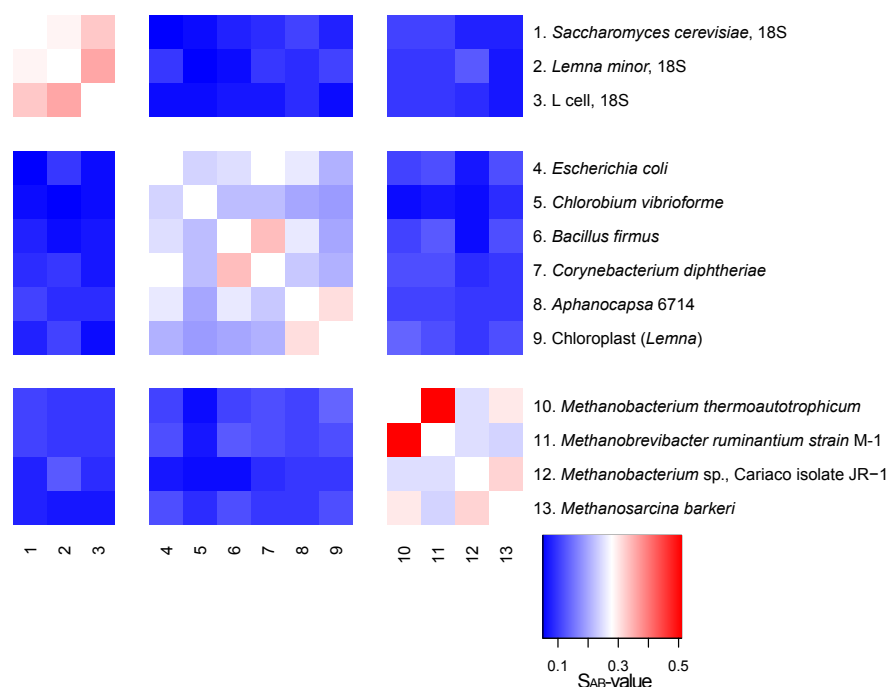 1. Saccharomyces cerevisiae, 18S
2. Lemna minor, 18S
3. L cell, 18S
4. Escherichia coli
5. Chlorobium vibrioforme
6. Bacillus firmus
7. Corynebacterium diphtheriae
8. Aphanocapsa 6714
9. Chloroplast (Lemna)
10. Methanobacterium thermoautotrophicum
11. Methanobrevibacter ruminantium strain M-1
12. Methanobacterium sp., Cariaco isolate JR−1
13. Methanosarcina barkeri
1 2 3 4 5 6 7 8 9 10 11 12 13
0.1 0.3 0.5
SAB-value